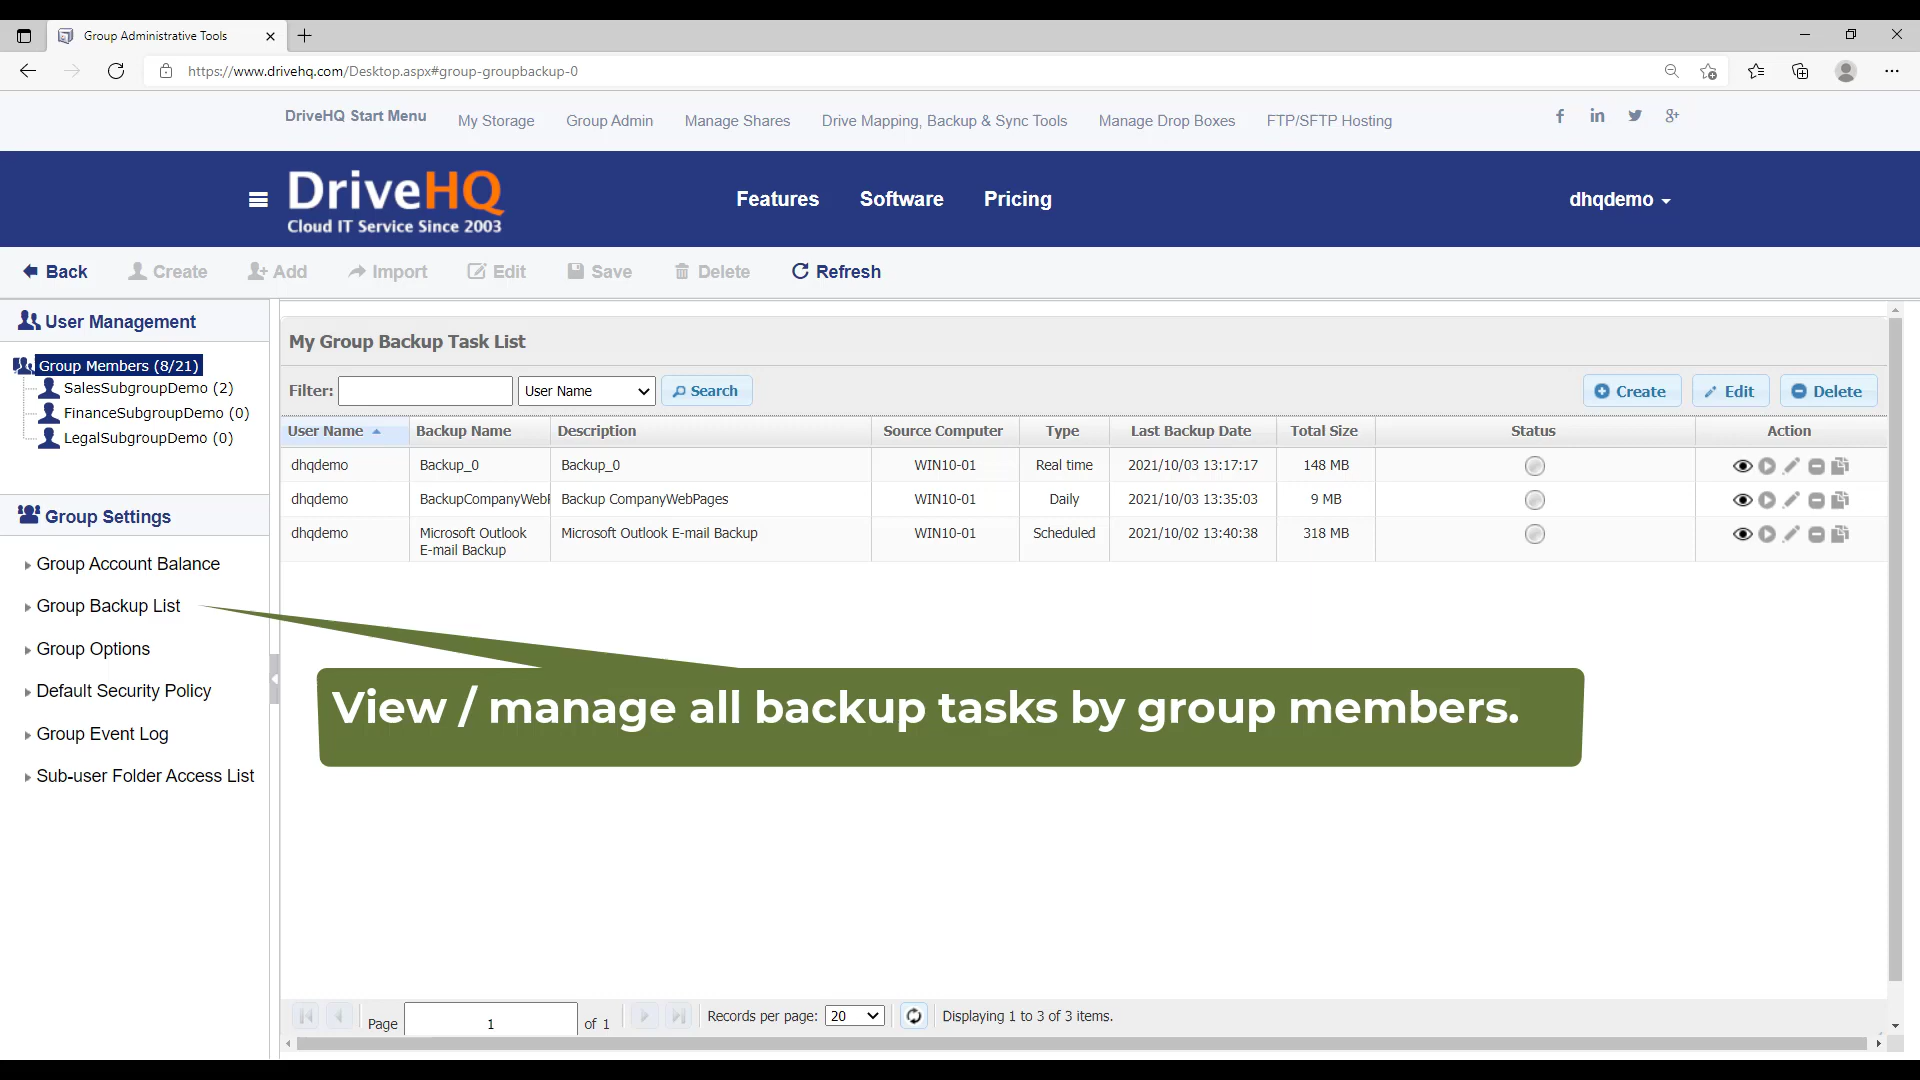 Group Administrative Tools
https://www.drivehq.com/Desktop.aspx#group-groupbackup-0
DriveHQ Start Menu My Storage Group Admin Manage Shares Drive Mapping, Backup & Sync Tools Manage Drop Boxes FTP/SFTP Hosting
DriveHQ
Cloud IT Service Since 2003
Features Software Pricing dhqdemo
Back Create Add Import Edit Save Delete Refresh
User Management
Group Members (8/21)
SalesSubgroupDemo (2)
FinanceSubgroupDemo (0)
LegalSubgroupDemo (0)
Group Settings
Group Account Balance
Group Backup List
Group Options
Default Security Policy
Group Event Log
Sub-user Folder Access List
My Group Backup Task List
Filter: User Name Search Create Edit Delete
User Name Backup Name Description Source Computer Type Last Backup Date Total Size Status Action
dhqdemo Backup_0 Backup_0 WIN10-01 Real time 2021/10/03 13:17:17 148 MB
dhqdemo BackupCompanyWebP Backup CompanyWebPages WIN10-01 Daily 2021/10/03 13:35:03 9 MB
dhqdemo Microsoft Outlook Microsoft Outlook E-mail Backup WIN10-01 Scheduled 2021/10/02 13:40:38 318 MB
E-mail Backup
View / manage all backup tasks by group members.
Page 1 of 1 Records per page: 20 Displaying 1 to 3 of 3 items.